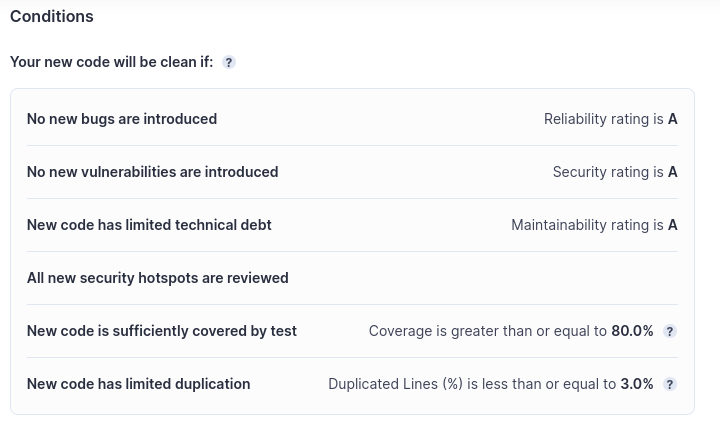 Conditions
Your new code will be clean if: ?
No new bugs are introduced Reliability rating is A
No new vulnerabilities are introduced Security rating is A
New code has limited technical debt Maintainability rating is A
All new security hotspots are reviewed
New code is sufficiently covered by test Coverage is greater than or equal to 80.0% ?
New code has limited duplication Duplicated Lines (%) is less than or equal to 3.0% ?